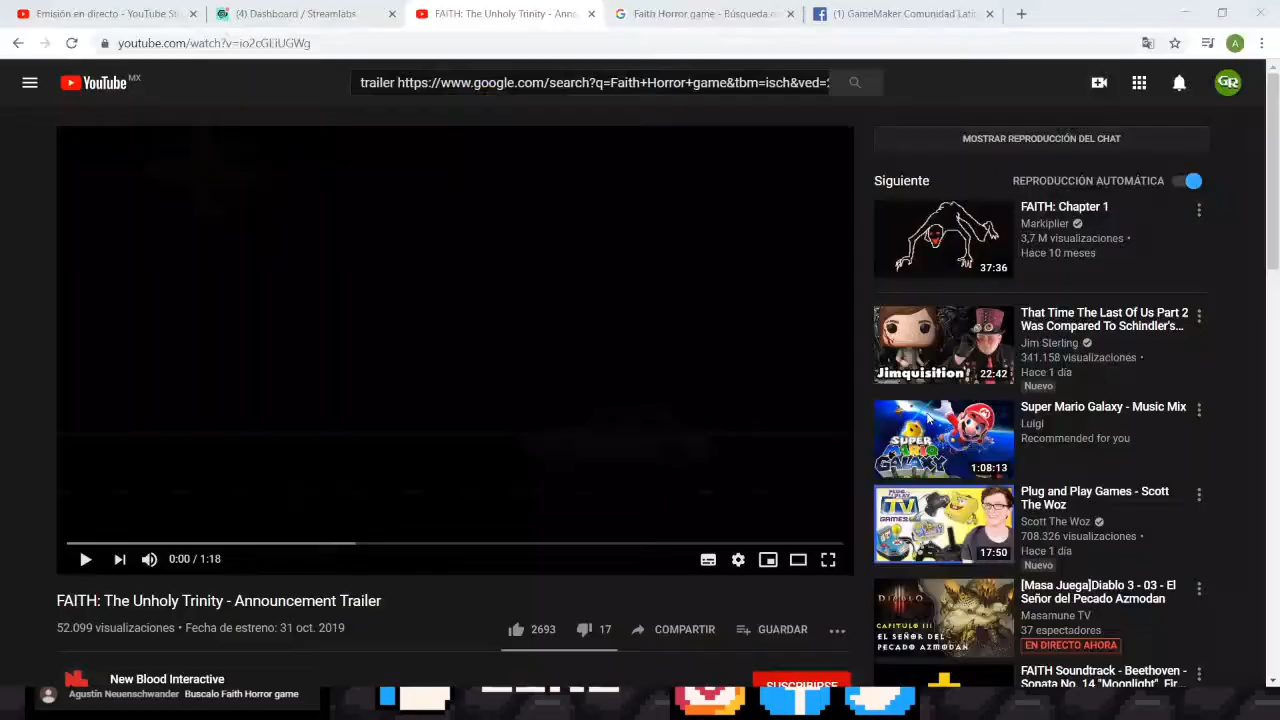 Emisión en directo - YouTube St
(4) Dashboard / Streamlabs
FAITH: The Unholy Trinity - Anno
Faith Horror game - Búsqueda e
(1) GameMaker Comunidad Latin
youtube.com/watch?v=io2cGLiUGWg
A
YouTube MX
trailer https://www.google.com/search?q=Faith+Horror+game&tbm=isch&ved=2
GR
MOSTRAR REPRODUCCIÓN DEL CHAT
Siguiente
REPRODUCCIÓN AUTOMÁTICA
FAITH: Chapter 1
Markiplier
3,7 M visualizaciones •
Hace 10 meses
37:36
That Time The Last Of Us Part 2
Was Compared To Schindler's...
Jim Sterling
341.158 visualizaciones •
Hace 1 día
Nuevo
Jimquisition!
22:42
Super Mario Galaxy - Music Mix
Luigi
Recommended for you
SUPER
MARIO
GALAXY
1:08:13
Plug and Play Games - Scott
The Woz
Scott The Woz
708.326 visualizaciones •
Hace 1 día
Nuevo
PLUG PLAY
TV
GAMES
17:50
[Masa Juega]Diablo 3 - 03 - El
Señor del Pecado Azmodan
Masamune TV
37 espectadores
EN DIRECTO AHORA
DIABLO
CAPITULO III
EL SEÑOR DEL
PECADO AZMODAN
FAITH Soundtrack - Beethoven -
Sonata No. 14 "Moonlight", Fir...
0:00 / 1:18
FAITH: The Unholy Trinity - Announcement Trailer
52.099 visualizaciones • Fecha de estreno: 31 oct. 2019
2693
17
COMPARTIR
GUARDAR
New Blood Interactive
SUSCRIBIRSE
Agustín Neuenschwander Buscalo Faith Horror game